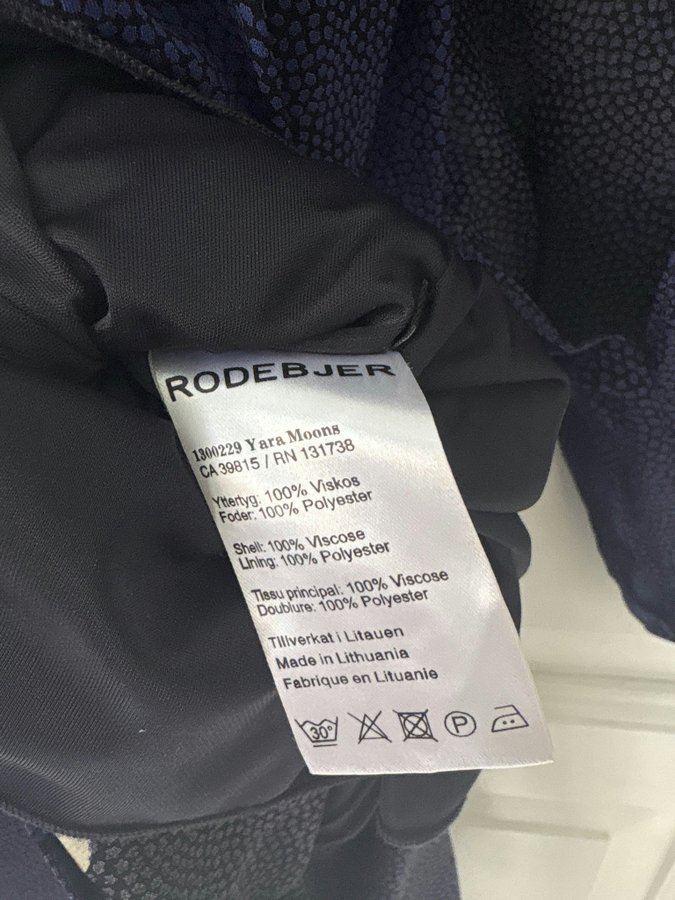 RODEBJER
1300229 Yara Moons
CA 39815 / RN 131738
Yttertyg: 100% Viskos
Foder: 100% Polyester
Shell: 100% Viscose
Lining: 100% Polyester
Tissu principal: 100% Viscose
Doublure: 100% Polyester
Tillverkat i Litauen
Made in Lithuania
Fabrique en Lituanie
30° P